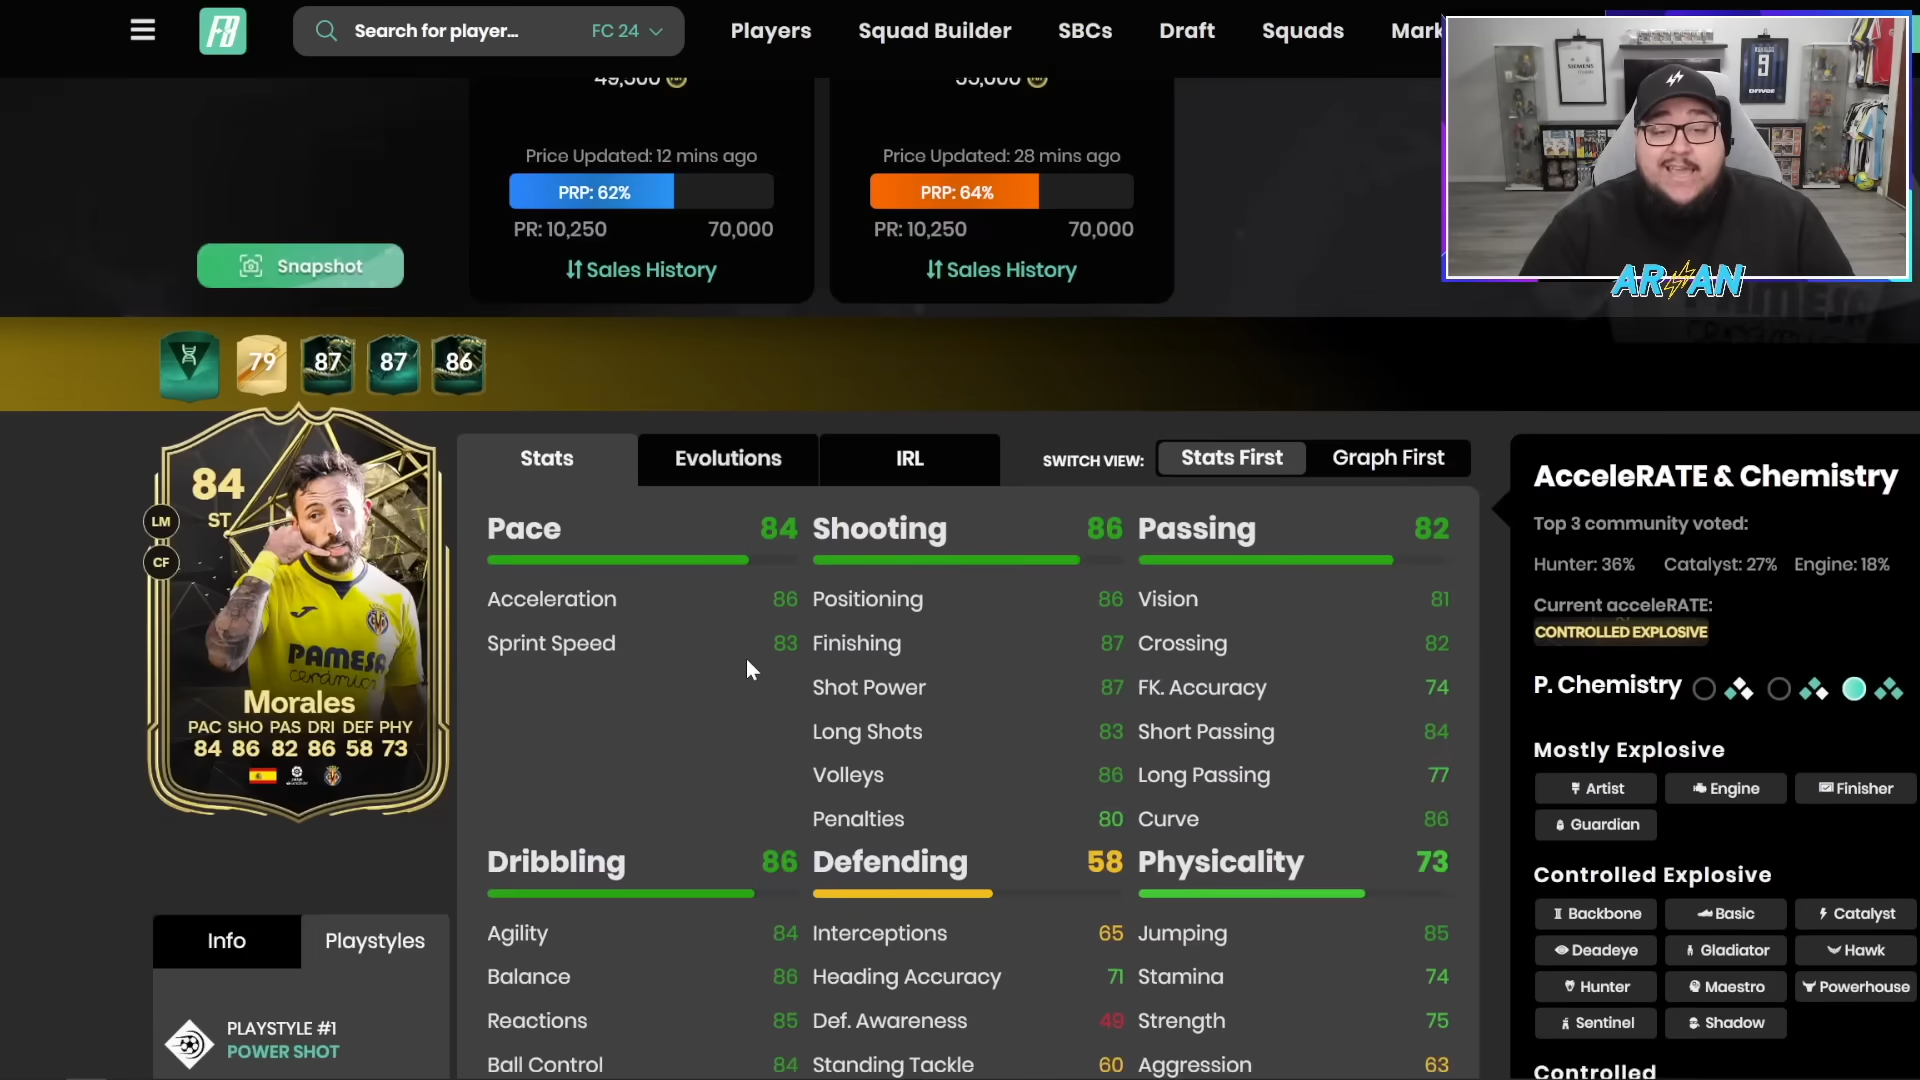 F8
Search for player...
FC 24
Players
Squad Builder
SBCs
Draft
Squads
Mark
49,500
Price Updated: 12 mins ago
PRP: 62%
PR: 10,250
70,000
Sales History
Price Updated: 28 mins ago
PRP: 64%
PR: 10,250
70,000
Sales History
Snapshot
9
ARSAN
79
87
87
86
84
ST
LM
CF
PAMESA
cerámica
Morales
PAC SHO PAS DRI DEF PHY
84 86 82 86 58 73
Info
Playstyles
PLAYSTYLE #1
POWER SHOT
Stats
Evolutions
IRL
SWITCH VIEW:
Stats First
Graph First
Pace 84
Acceleration 86
Sprint Speed 83
Shooting 86
Positioning 86
Finishing 87
Shot Power 87
Long Shots 83
Volleys 86
Penalties 80
Passing 82
Vision 81
Crossing 82
FK. Accuracy 74
Short Passing 84
Long Passing 77
Curve 86
Dribbling 86
Agility 84
Balance 86
Reactions 85
Ball Control 84
Defending 58
Interceptions 65
Heading Accuracy 71
Def. Awareness 49
Standing Tackle 60
Physicality 73
Jumping 85
Stamina 74
Strength 75
Aggression 63
AcceleRATE & Chemistry
Top 3 community voted:
Hunter: 36% Catalyst: 27% Engine: 18%
Current acceleRATE:
CONTROLLED EXPLOSIVE
P. Chemistry
Mostly Explosive
Artist
Engine
Finisher
Guardian
Controlled Explosive
Backbone
Basic
Catalyst
Deadeye
Gladiator
Hawk
Hunter
Maestro
Powerhouse
Sentinel
Shadow
Controlled